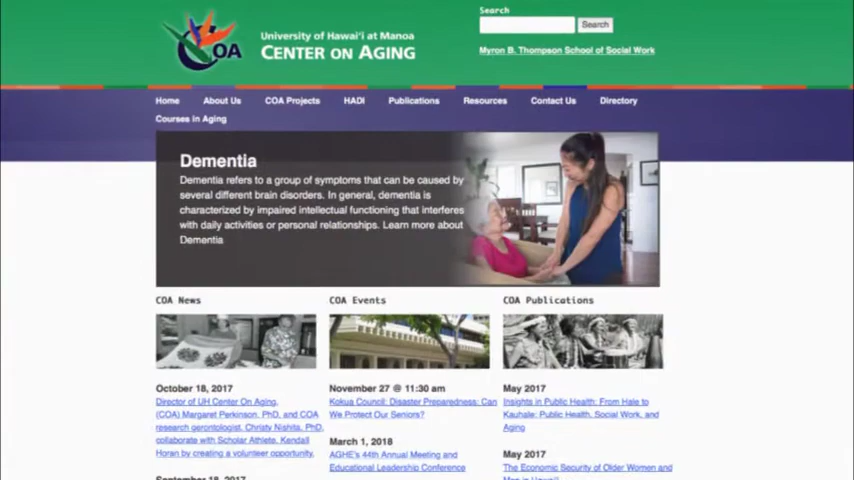 Search
Search
COA
University of Hawai'i at Manoa
CENTER ON AGING
Myron B. Thompson School of Social Work
Home
About Us
COA Projects
HADI
Publications
Resources
Contact Us
Directory
Courses in Aging
Dementia
Dementia refers to a group of symptoms that can be caused by
several different brain disorders. In general, dementia is
characterized by impaired intellectual functioning that interferes
with daily activities or personal relationships. Learn more about
Dementia
COA News
October 18, 2017
Director of UH Center On Aging,
(COA) Margaret Perkinson, PhD, and COA
research gerontologist, Christy Nishita, PhD,
collaborate with Scholar Athlete, Kendall
Horan by creating a volunteer opportunity.
September 18, 2017
COA Events
November 27 @ 11:30 am
Kokua Council: Disaster Preparedness: Can
We Protect Our Seniors?
March 1, 2018
AGHE's 44th Annual Meeting and
Educational Leadership Conference
COA Publications
May 2017
Insights in Public Health: From Hale to
Kauhale: Public Health, Social Work, and
Aging
May 2017
The Economic Security of Older Women and
Men in Hawai'i